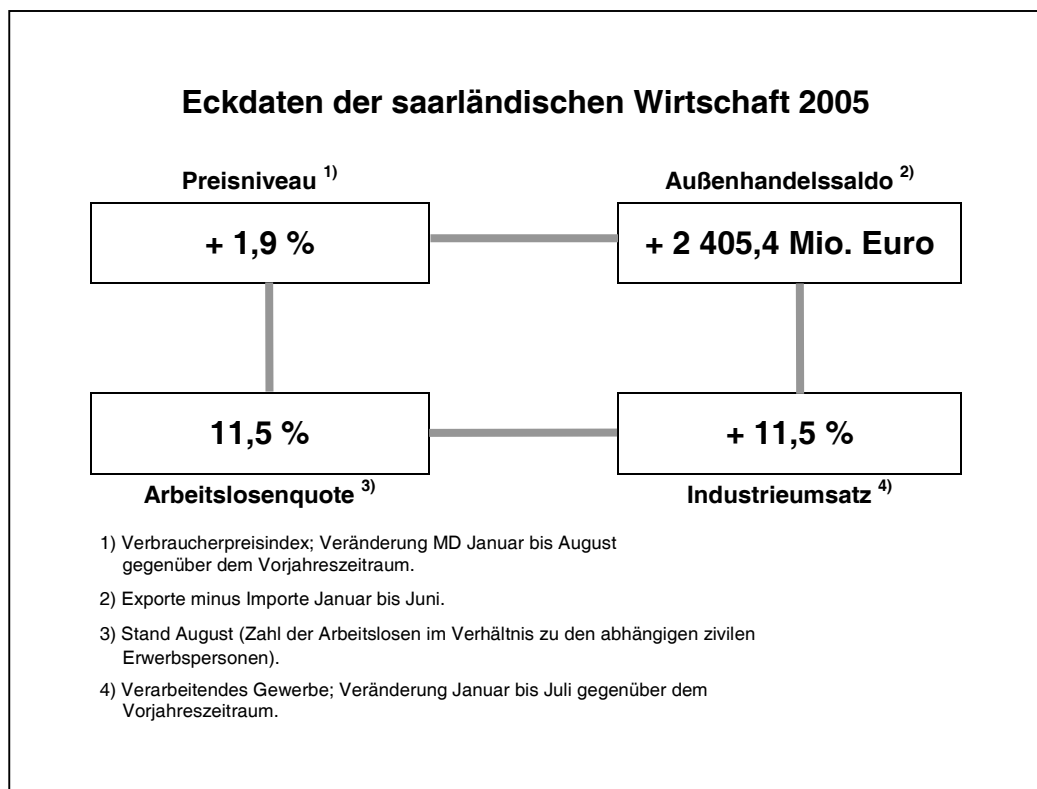 Eckdaten der saarländischen Wirtschaft 2005
Preisniveau 1)
Außenhandelssaldo 2)
+ 1,9 %
+ 2 405,4 Mio. Euro
11,5 %
+ 11,5 %
Arbeitslosenquote 3)
Industrieumsatz 4)
1) Verbraucherpreisindex; Veränderung MD Januar bis August
gegenüber dem Vorjahreszeitraum.
2) Exporte minus Importe Januar bis Juni.
3) Stand August (Zahl der Arbeitslosen im Verhältnis zu den abhängigen zivilen
Erwerbspersonen).
4) Verarbeitendes Gewerbe; Veränderung Januar bis Juli gegenüber dem
Vorjahreszeitraum.